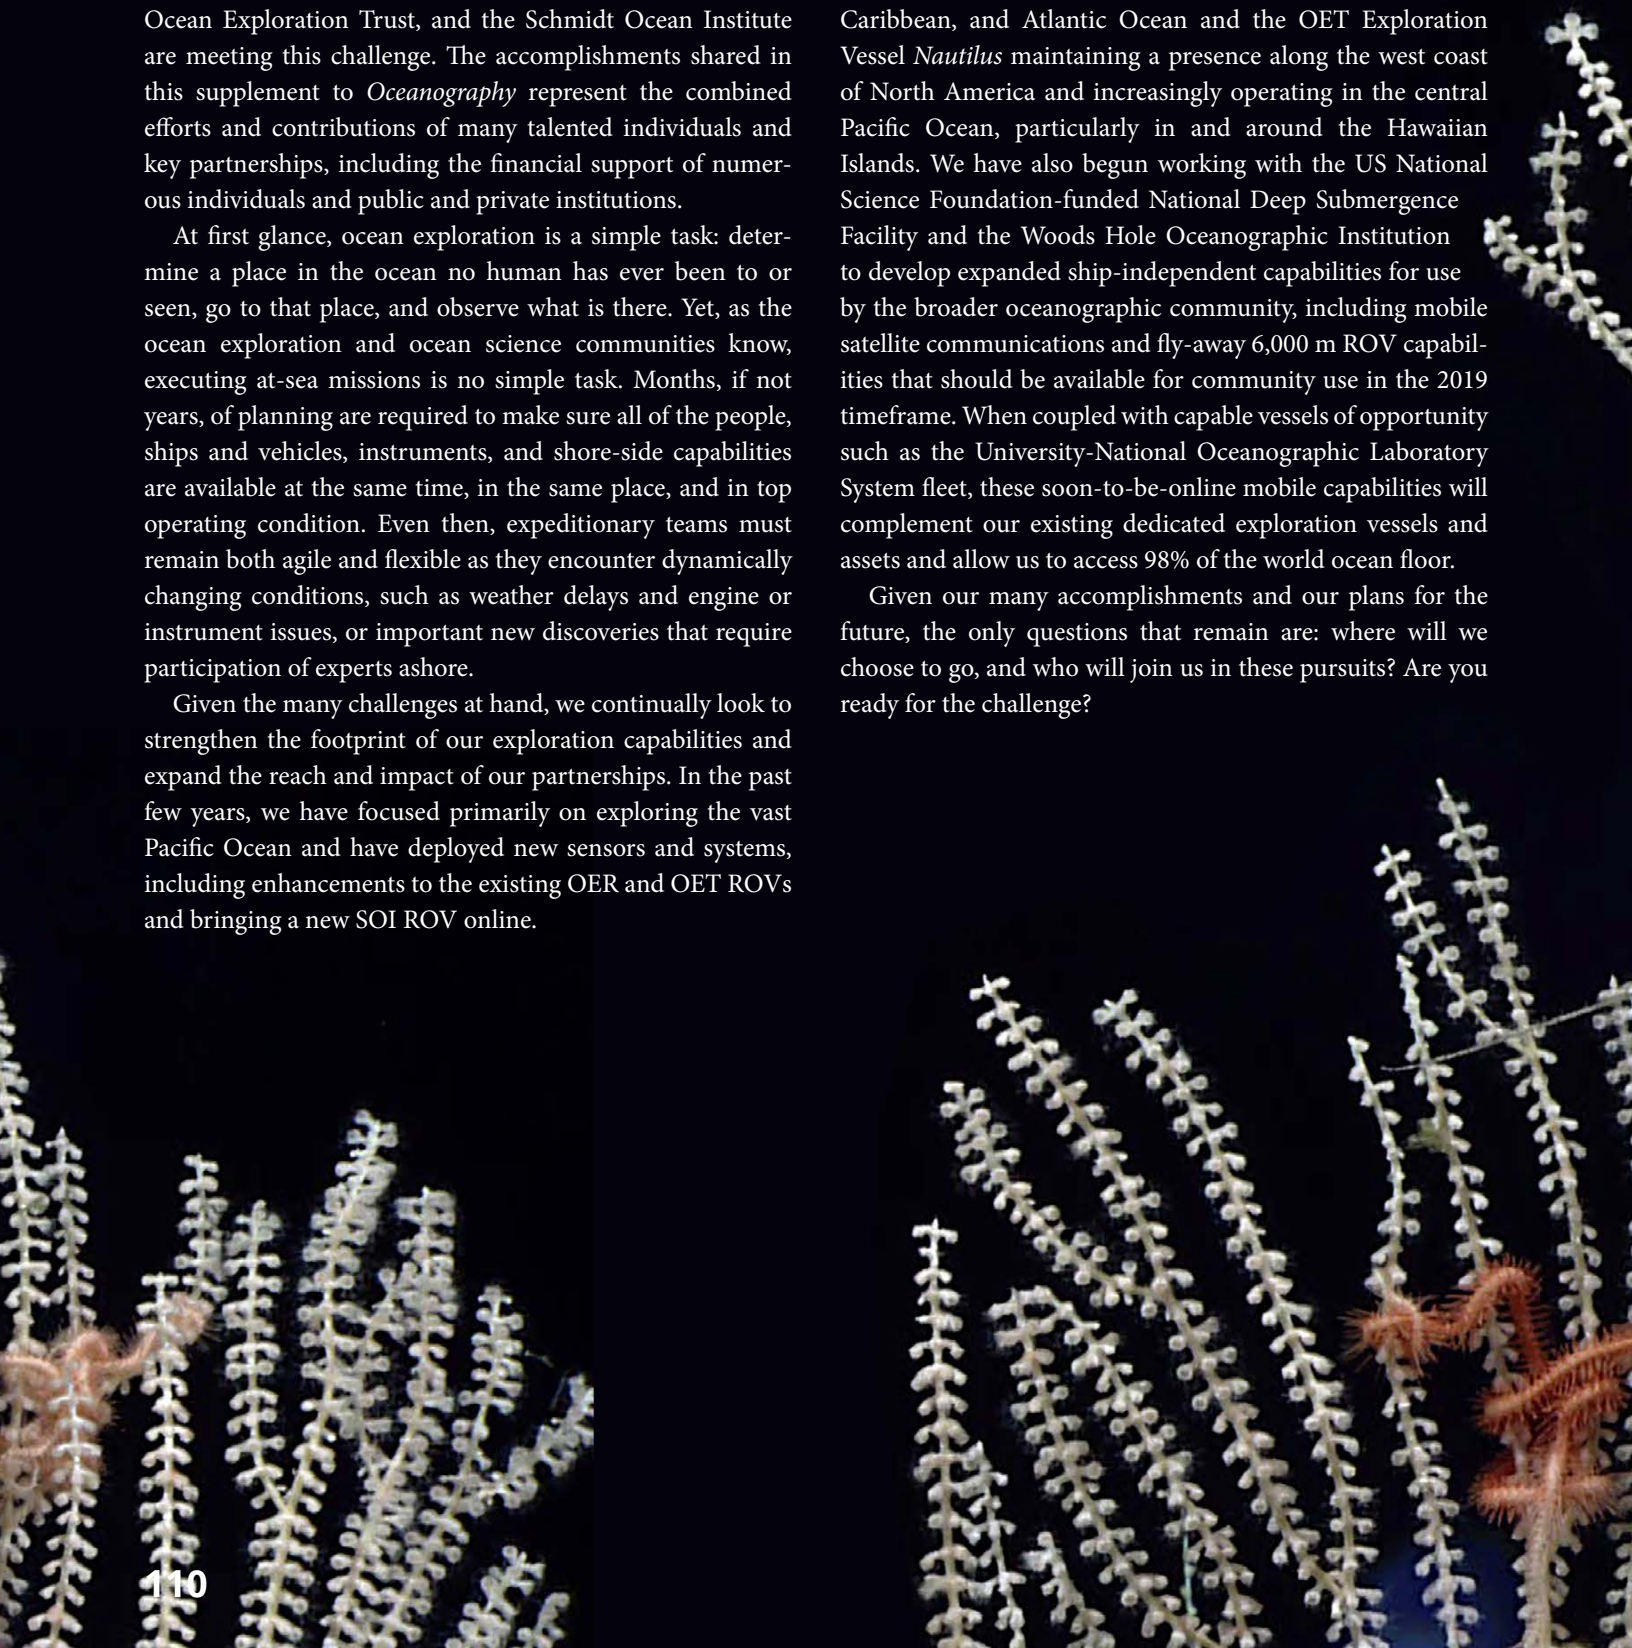 Ocean Exploration Trust, and the Schmidt Ocean Institute
are meeting this challenge. The accomplishments shared in
this supplement to Oceanography represent the combined
efforts and contributions of many talented individuals and
key partnerships, including the financial support of numer-
ous individuals and public and private institutions.
At first glance, ocean exploration is a simple task: deter-
mine a place in the ocean no human has ever been to or
seen, go to that place, and observe what is there. Yet, as the
ocean exploration and ocean science communities know,
executing at-sea missions is no simple task. Months, if not
years, of planning are required to make sure all of the people,
ships and vehicles, instruments, and shore-side capabilities
are available at the same time, in the same place, and in top
operating condition. Even then, expeditionary teams must
remain both agile and flexible as they encounter dynamically
changing conditions, such as weather delays and engine or
instrument issues, or important new discoveries that require
participation of experts ashore.
Given the many challenges at hand, we continually look to
strengthen the footprint of our exploration capabilities and
expand the reach and impact of our partnerships. In the past
few years, we have focused primarily on exploring the vast
Pacific Ocean and have deployed new sensors and systems,
including enhancements to the existing OER and OET ROVs
and bringing a new SOI ROV online.
Caribbean, and Atlantic Ocean and the OET Exploration
Vessel Nautilus maintaining a presence along the west coast
of North America and increasingly operating in the central
Pacific Ocean, particularly in and around the Hawaiian
Islands. We have also begun working with the US National
Science Foundation-funded National Deep Submergence
Facility and the Woods Hole Oceanographic Institution
to develop expanded ship-independent capabilities for use
by the broader oceanographic community, including mobile
satellite communications and fly-away 6,000 m ROV capabil-
ities that should be available for community use in the 2019
timeframe. When coupled with capable vessels of opportunity
such as the University-National Oceanographic Laboratory
System fleet, these soon-to-be-online mobile capabilities will
complement our existing dedicated exploration vessels and
assets and allow us to access 98% of the world ocean floor.
Given our many accomplishments and our plans for the
future, the only questions that remain are: where will we
choose to go, and who will join us in these pursuits? Are you
ready for the challenge?
110